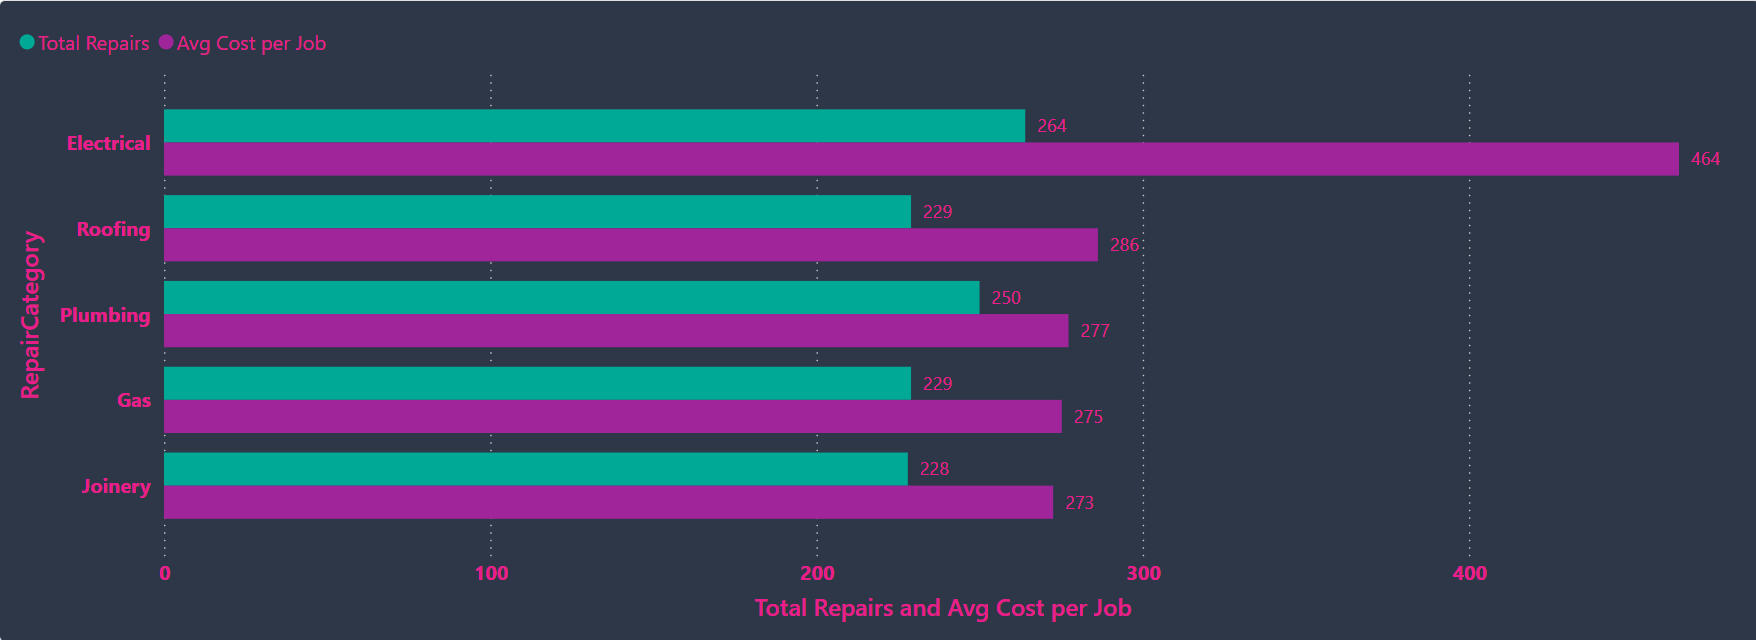 Total Repairs Avg Cost per Job
RepairCategory
Electrical 264 464
Roofing 229 286
Plumbing 250 277
Gas 229 275
Joinery 228 273
0 100 200 300 400
Total Repairs and Avg Cost per Job